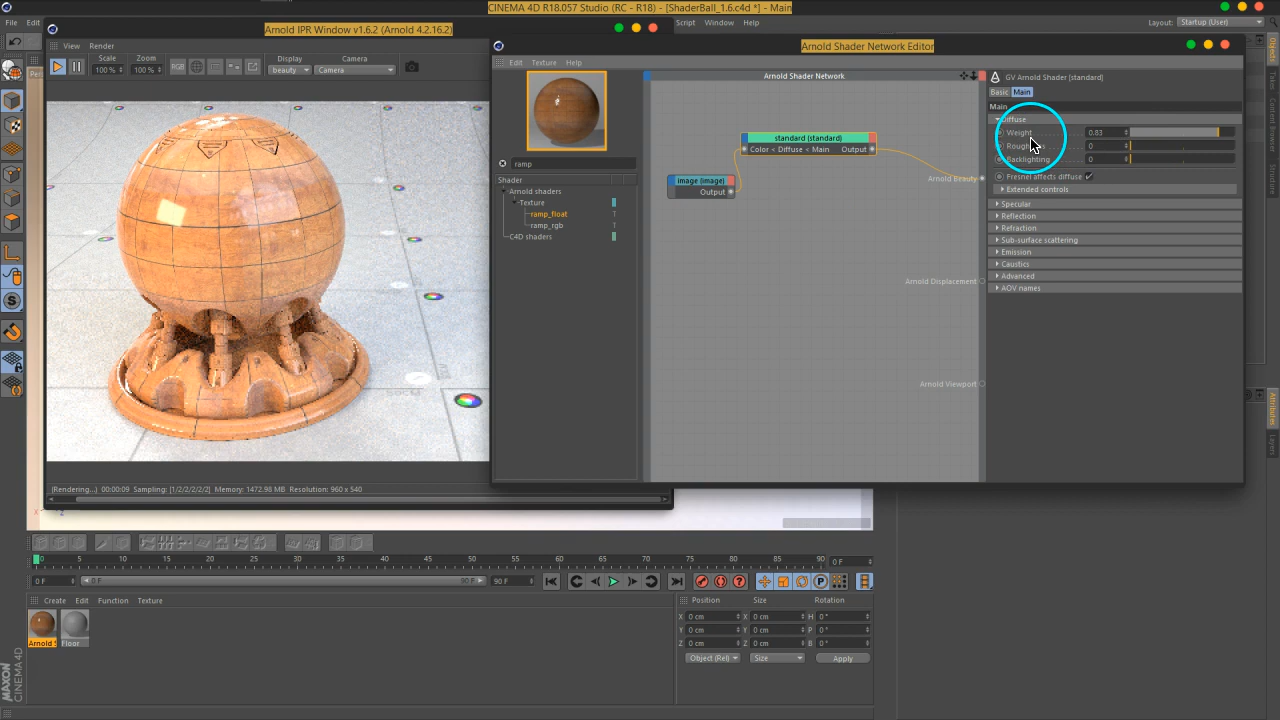 CINEMA 4D R18.057 Studio (RC - R18) - [ShaderBall_1.6.c4d *] - Main
File Edit Script Window Help Layout: Startup (User)
Arnold IPR Window v1.6.2 (Arnold 4.2.16.2)
View Render
Scale Zoom Display Camera
100 % 100 % RGB beauty Camera
[Rendering...] 00:00:09 Sampling: [1/2/2/2/2/2] Memory: 1472.98 MB Resolution: 960 x 540
Arnold Shader Network Editor
Edit Texture Help
ramp
Shader
Arnold shaders
Texture
ramp_float T
ramp_rgb T
C4D shaders
Arnold Shader Network
standard (standard)
Color < Diffuse < Main Output
image (image)
Output
Arnold Beauty
Arnold Displacement
Arnold Viewport
GV Arnold Shader [standard]
Basic Main
Main
Diffuse
Weight 0.83
Roughness 0
Backlighting 0
Fresnel affects diffuse
Extended controls
Specular
Reflection
Refraction
Sub-surface scattering
Emission
Caustics
Advanced
AOV names
Objects
Takes
Content Browser
Structure
Attributes
Layers
0 5 10 15 20 25 30 35 40 45 50 55 60 65 70 75 80 85 90 0 F
0 F 0 F 90 F 90 F
Create Edit Function Texture
Arnold S Floor
Position Size Rotation
X 0 cm X 0 cm H 0 °
Y 0 cm Y 0 cm P 0 °
Z 0 cm Z 0 cm B 0 °
Object (Rel) Size Apply
MAXON
CINEMA 4D